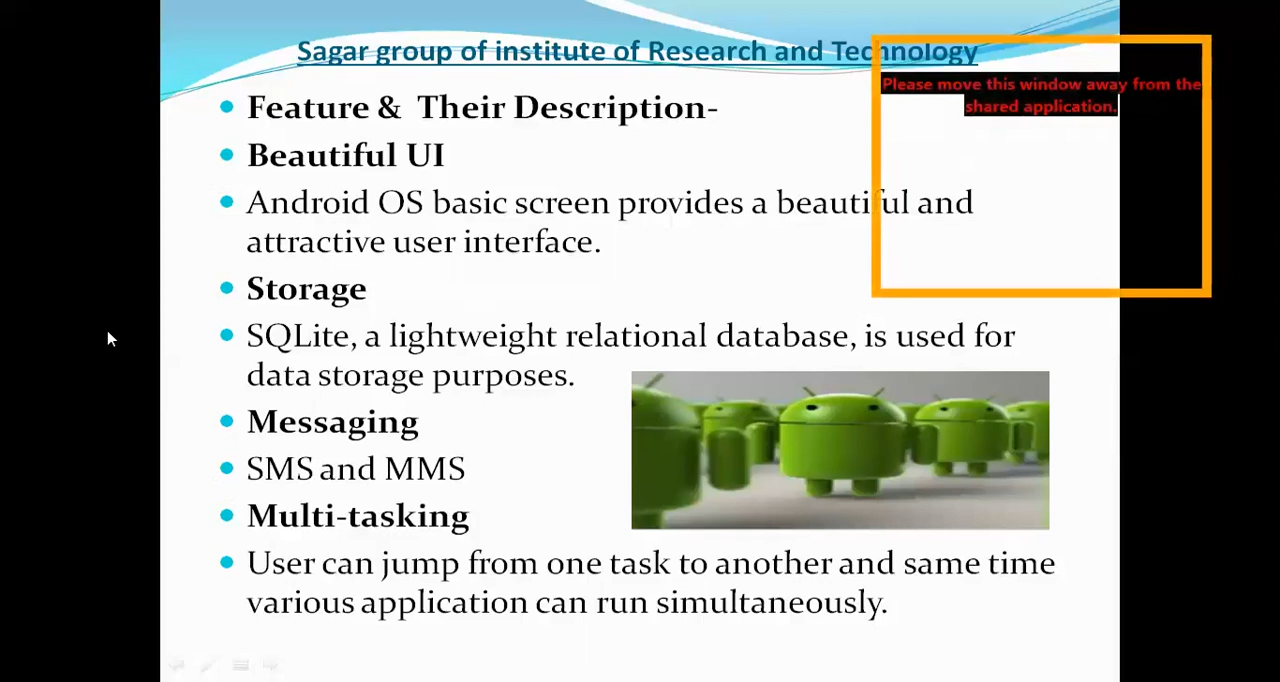 Sagar group of institute of Research and Technology
Please move this window away from the
shared application.
Feature & Their Description-
Beautiful UI
Android OS basic screen provides a beautiful and
attractive user interface.
Storage
SQLite, a lightweight relational database, is used for
data storage purposes.
Messaging
SMS and MMS
Multi-tasking
User can jump from one task to another and same time
various application can run simultaneously.